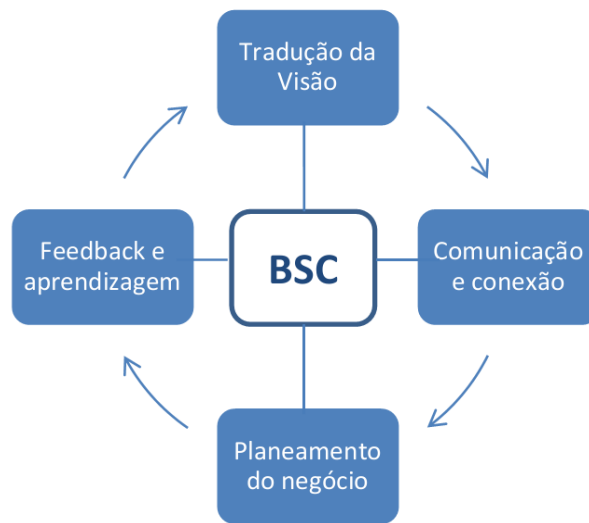 Tradução da
Visão
Feedback e
aprendizagem
BSC
Comunicação
e conexão
Planeamento
do negócio